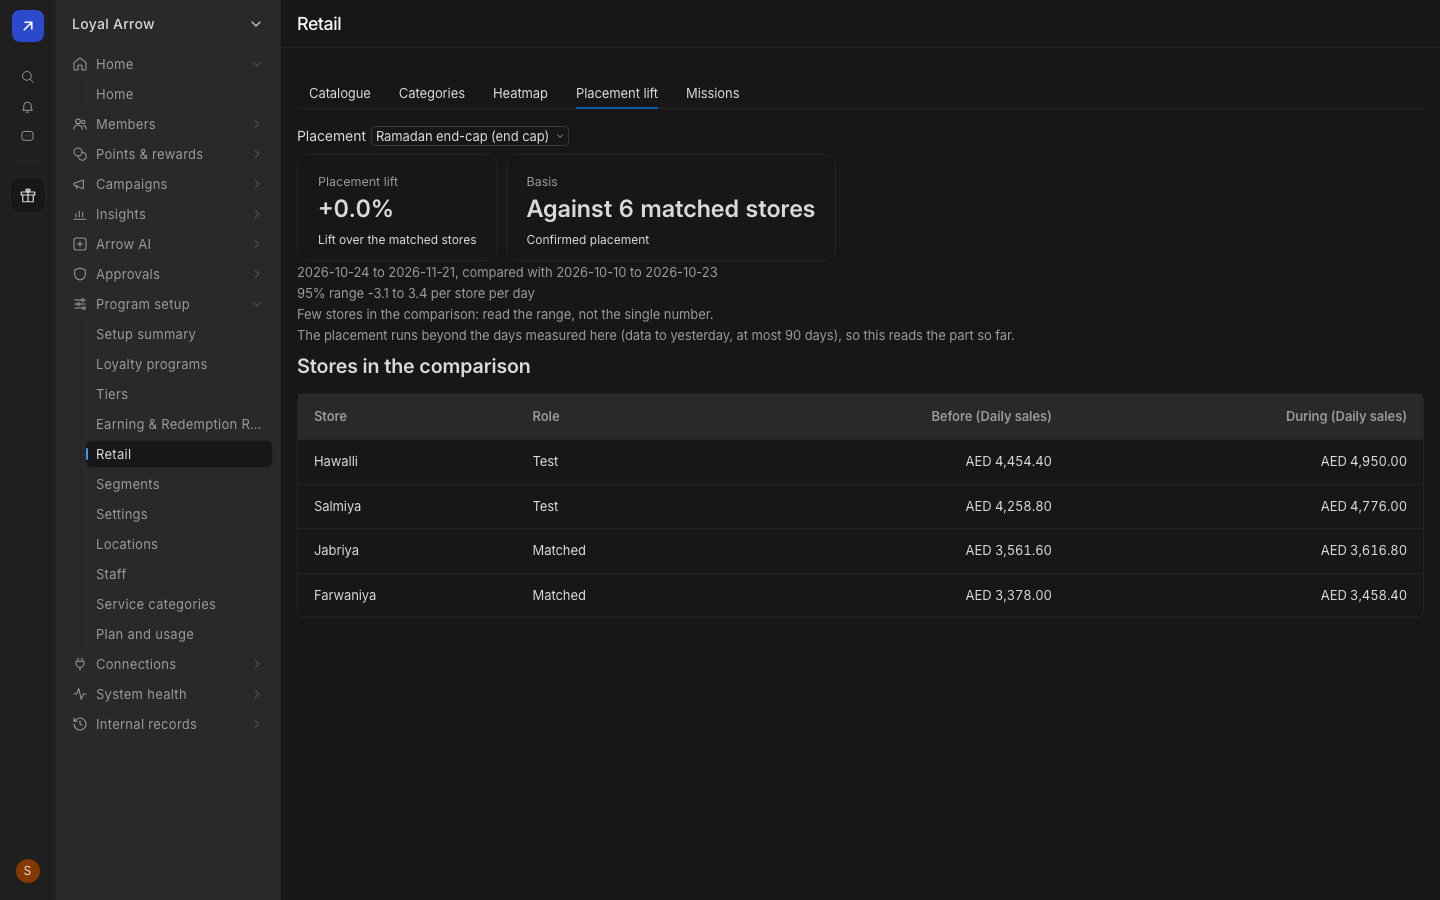 Loyal Arrow
Home
Home
Members
Points & rewards
Campaigns
Insights
Arrow AI
Approvals
Program setup
Setup summary
Loyalty programs
Tiers
Earning & Redemption R...
Retail
Segments
Settings
Locations
Staff
Service categories
Plan and usage
Connections
System health
Internal records
S
Retail
Catalogue Categories Heatmap Placement lift Missions
Placement Ramadan end-cap (end cap)
Placement lift
+0.0%
Lift over the matched stores
Basis
Against 6 matched stores
Confirmed placement
2026-10-24 to 2026-11-21, compared with 2026-10-10 to 2026-10-23
95% range -3.1 to 3.4 per store per day
Few stores in the comparison: read the range, not the single number.
The placement runs beyond the days measured here (data to yesterday, at most 90 days), so this reads the part so far.
Stores in the comparison
Store Role Before (Daily sales) During (Daily sales)
Hawalli Test AED 4,454.40 AED 4,950.00
Salmiya Test AED 4,258.80 AED 4,776.00
Jabriya Matched AED 3,561.60 AED 3,616.80
Farwaniya Matched AED 3,378.00 AED 3,458.40